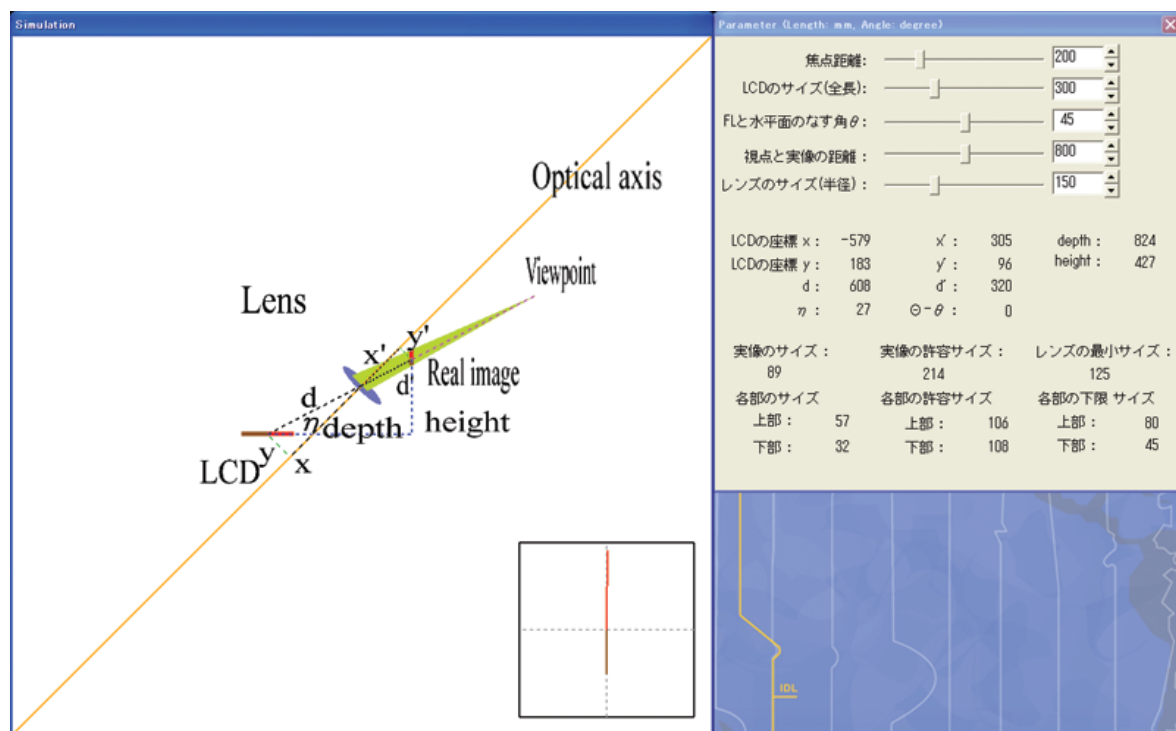 Simulation
Optical axis
Viewpoint
Lens
y'
x'
Real image
d'
d
η
depth
height
y
x
LCD
Parameter (Length: mm, Angle: degree)
焦点距離: 200
LCDのサイズ(全長): 300
FLと水平面のなす角θ: 45
視点と実像の距離: 800
レンズのサイズ(半径): 150
LCDの座標 x: -579 x': 305 depth: 824
LCDの座標 y: 183 y': 96 height: 427
d: 608 d': 320
η: 27 Θ-θ: 0
実像のサイズ: 実像の許容サイズ: レンズの最小サイズ:
89 214 125
各部のサイズ 各部の許容サイズ 各部の下限 サイズ
上部: 57 上部: 106 上部: 80
下部: 32 下部: 108 下部: 45
IDL